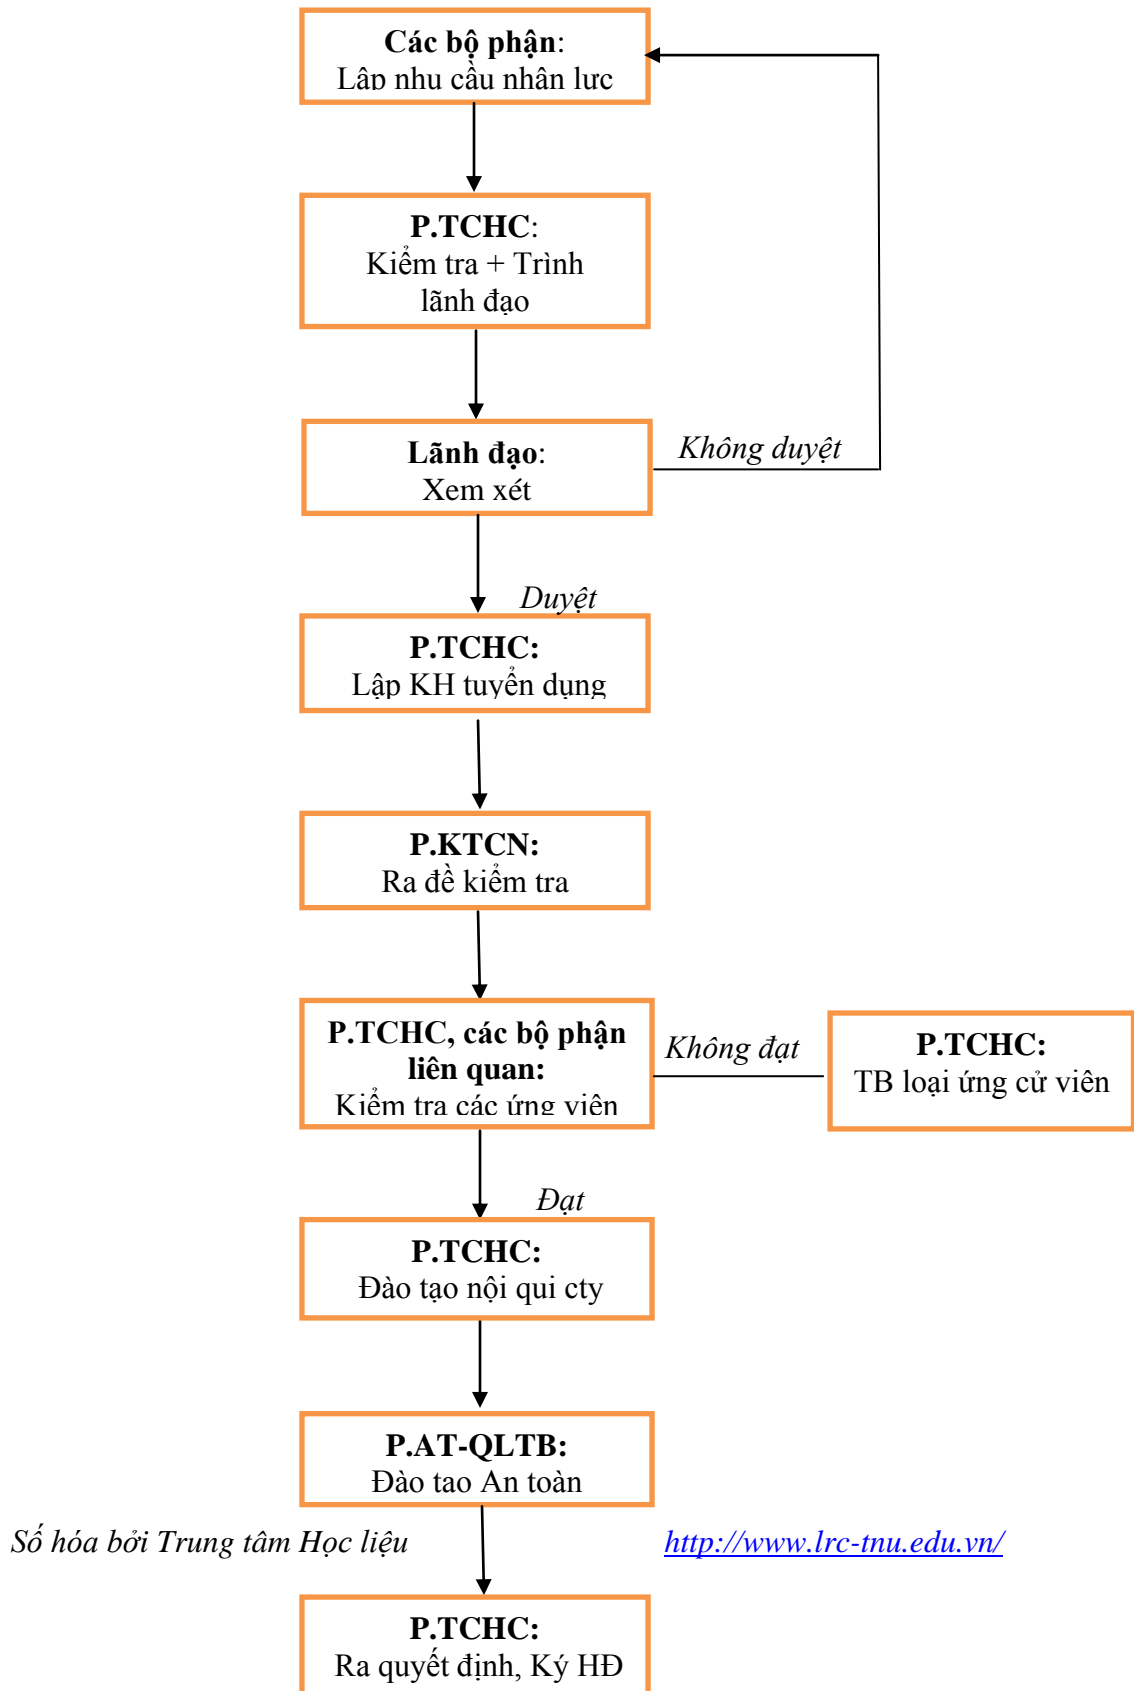 Các bộ phận:
Lập nhu cầu nhân lực
P.TCHC:
Kiểm tra + Trình
lãnh đạo
Lãnh đạo:
Xem xét
Không duyệt
Duyệt
P.TCHC:
Lập KH tuyển dụng
P.KTCN:
Ra đề kiểm tra
P.TCHC, các bộ phận
liên quan:
Kiểm tra các ứng viên
Không đạt
P.TCHC:
TB loại ứng cử viên
Đạt
P.TCHC:
Đào tạo nội qui cty
P.AT-QLTB:
Đào tao An toàn
Số hóa bởi Trung tâm Học liệu http://www.lrc-tnu.edu.vn/
P.TCHC:
Ra quyết định, Ký HĐ